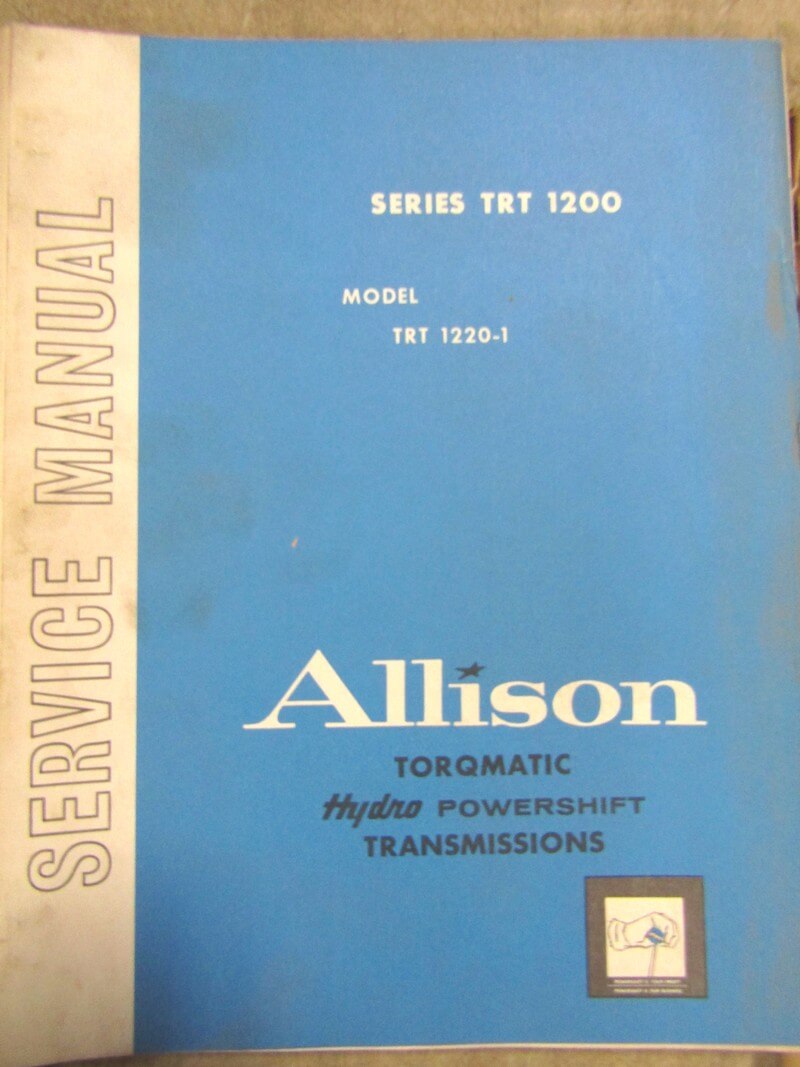 SERVICE MANUAL
SERIES TRT 1200
MODEL
TRT 1220-1
Allison
TORQMATIC
Hydro POWERSHIFT
TRANSMISSIONS